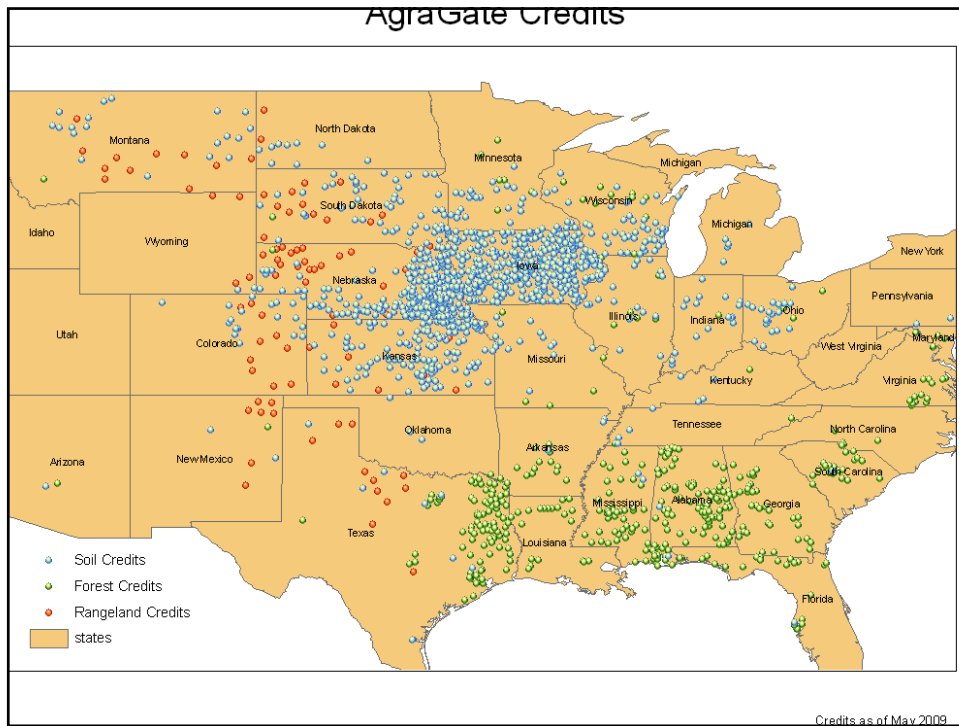 AgraGate Credits
Michigan
North Dakota
Montana
Minnesota
Wisconsin
South Dakota
Michigan
Idaho
Wyoming
New York
Iowa
Nebraska
Pennsylvania
Utah
Illinois
Indiana
Ohio
Maryland
Colorado
West Virginia
Kansas
Missouri
Virginia
Kentucky
Tennessee
North Carolina
Oklahoma
Arkansas
Arizona
New Mexico
South Carolina
Mississippi
Alabama
Georgia
Texas
Louisiana
Florida
Soil Credits
Forest Credits
Rangeland Credits
states
Credits as of May 2009